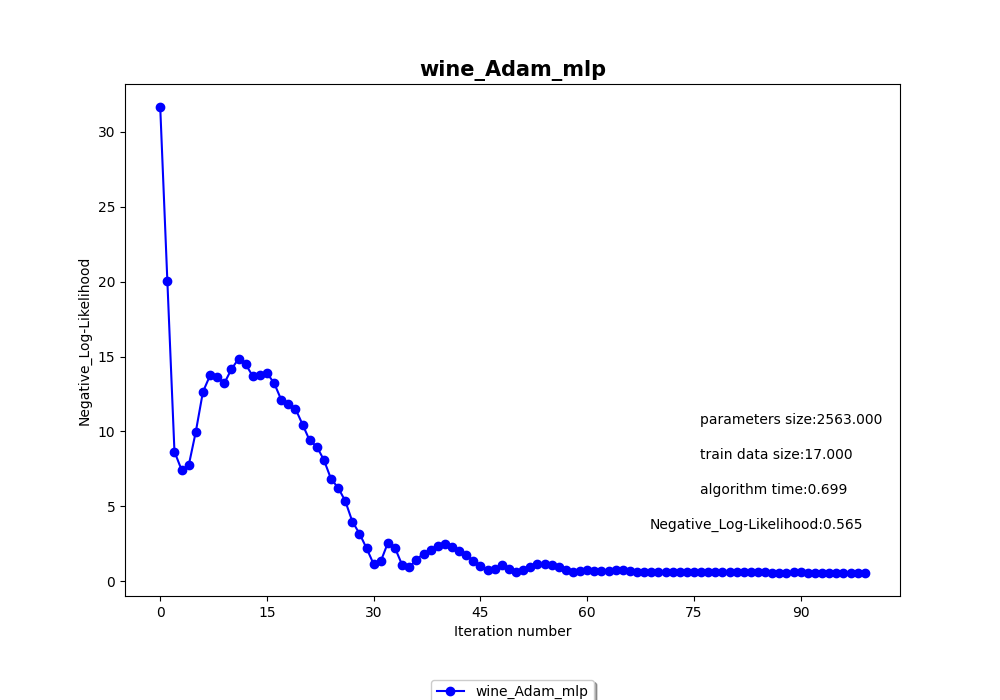 wine_Adam_mlp
Negative_Log-Likelihood
30
25
20
15
10
5
0
parameters size:2563.000
train data size:17.000
algorithm time:0.699
Negative_Log-Likelihood:0.565
0 15 30 45 60 75 90
Iteration number
wine_Adam_mlp